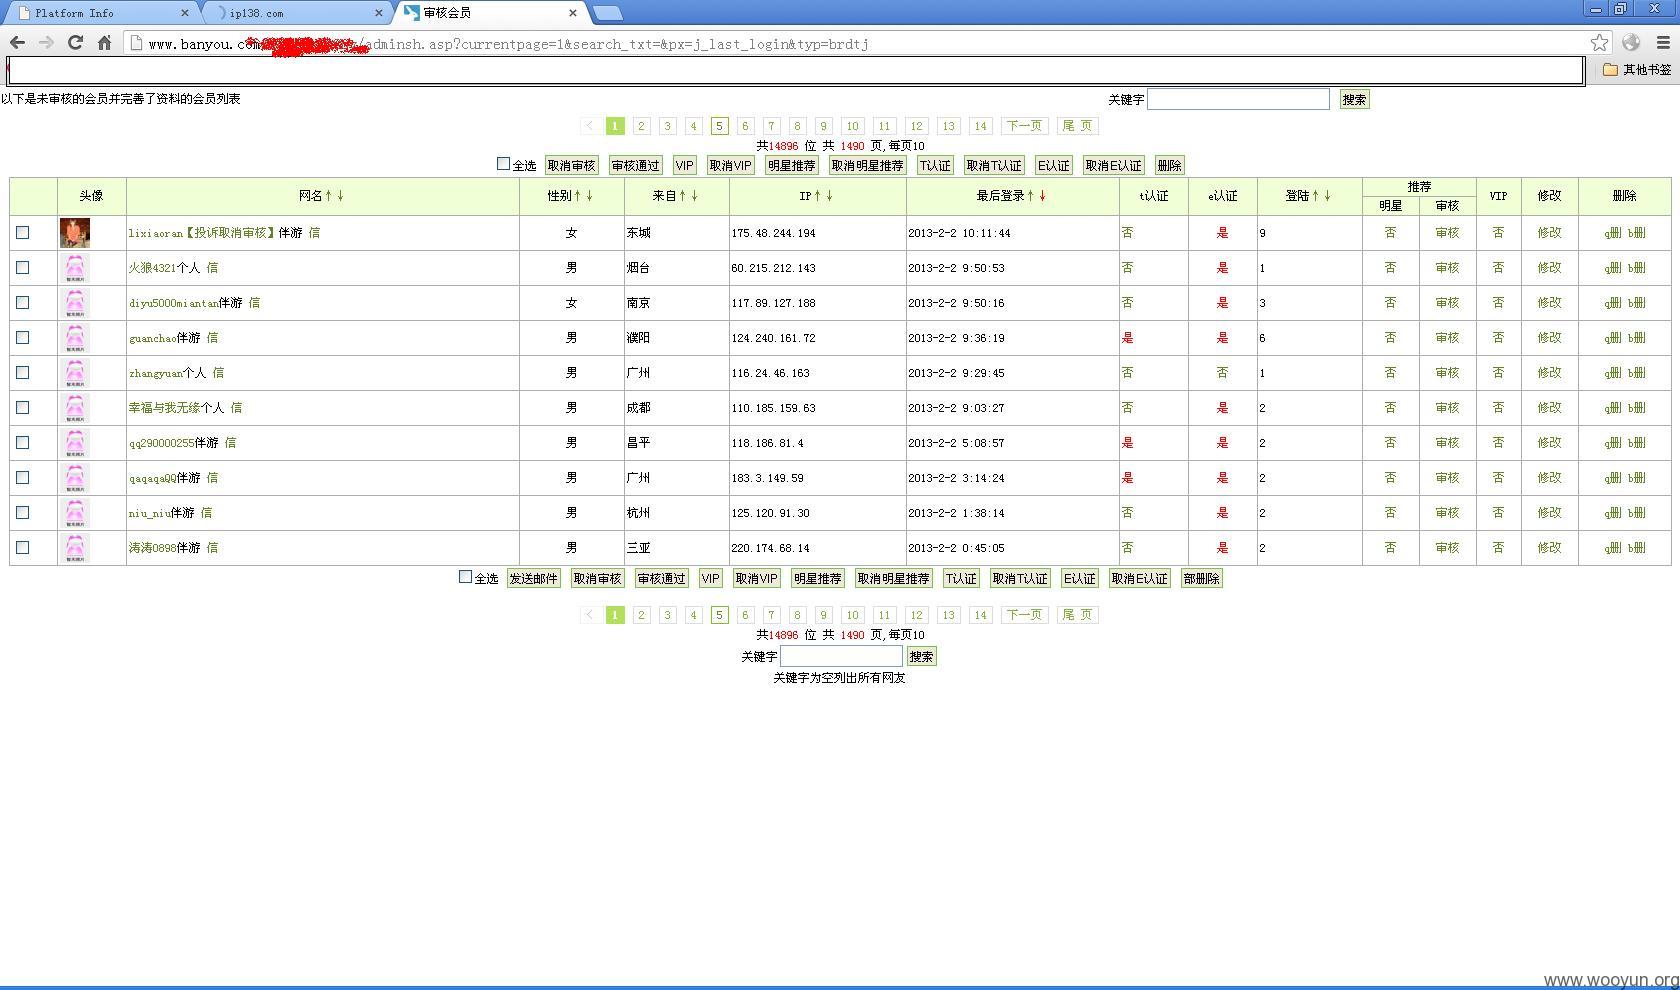 Platform Info
ip138.com
审核会员
www.banyou.co
/adminsh.asp?currentpage=1&search_txt=&px=j_last_login&typ=brdtj
其他书签
以下是未审核的会员并完善了资料的会员列表
关键字 搜索
< 1 2 3 4 5 6 7 8 9 10 11 12 13 14 下一页 尾 页
共14896 位 共 1490 页,每页10
全选 取消审核 审核通过 VIP 取消VIP 明星推荐 取消明星推荐 T认证 取消T认证 E认证 取消E认证 删除
头像 网名↑↓ 性别↑↓ 来自↑↓ IP↑↓ 最后登录↑↓ t认证 e认证 登陆↑↓ 推荐 VIP 修改 删除
明星 审核
lixiaoran【投诉取消审核】伴游 信 女 东城 175.48.244.194 2013-2-2 10:11:44 否 是 9 否 审核 否 修改 q删 b删
火狼4321个人 信 男 烟台 60.215.212.143 2013-2-2 9:50:53 否 是 1 否 审核 否 修改 q删 b删
diyu5000miantan伴游 信 女 南京 117.89.127.188 2013-2-2 9:50:16 否 是 3 否 审核 否 修改 q删 b删
guanchao伴游 信 男 濮阳 124.240.161.72 2013-2-2 9:36:19 是 是 6 否 审核 否 修改 q删 b删
zhangyuan个人 信 男 广州 116.24.46.163 2013-2-2 9:29:45 否 否 1 否 审核 否 修改 q删 b删
幸福与我无缘个人 信 男 成都 110.185.159.63 2013-2-2 9:03:27 否 是 2 否 审核 否 修改 q删 b删
qq290000255伴游 信 男 昌平 118.186.81.4 2013-2-2 5:08:57 是 是 2 否 审核 否 修改 q删 b删
qaqaqaQQ伴游 信 男 广州 183.3.149.59 2013-2-2 3:14:24 是 是 2 否 审核 否 修改 q删 b删
niu_niu伴游 信 男 杭州 125.120.91.30 2013-2-2 1:38:14 否 是 2 否 审核 否 修改 q删 b删
涛涛0898伴游 信 男 三亚 220.174.68.14 2013-2-2 0:45:05 否 是 2 否 审核 否 修改 q删 b删
全选 发送邮件 取消审核 审核通过 VIP 取消VIP 明星推荐 取消明星推荐 T认证 取消T认证 E认证 取消E认证 部删除
< 1 2 3 4 5 6 7 8 9 10 11 12 13 14 下一页 尾 页
共14896 位 共 1490 页,每页10
关键字 搜索
关键字为空列出所有网友
www.wooyun.org